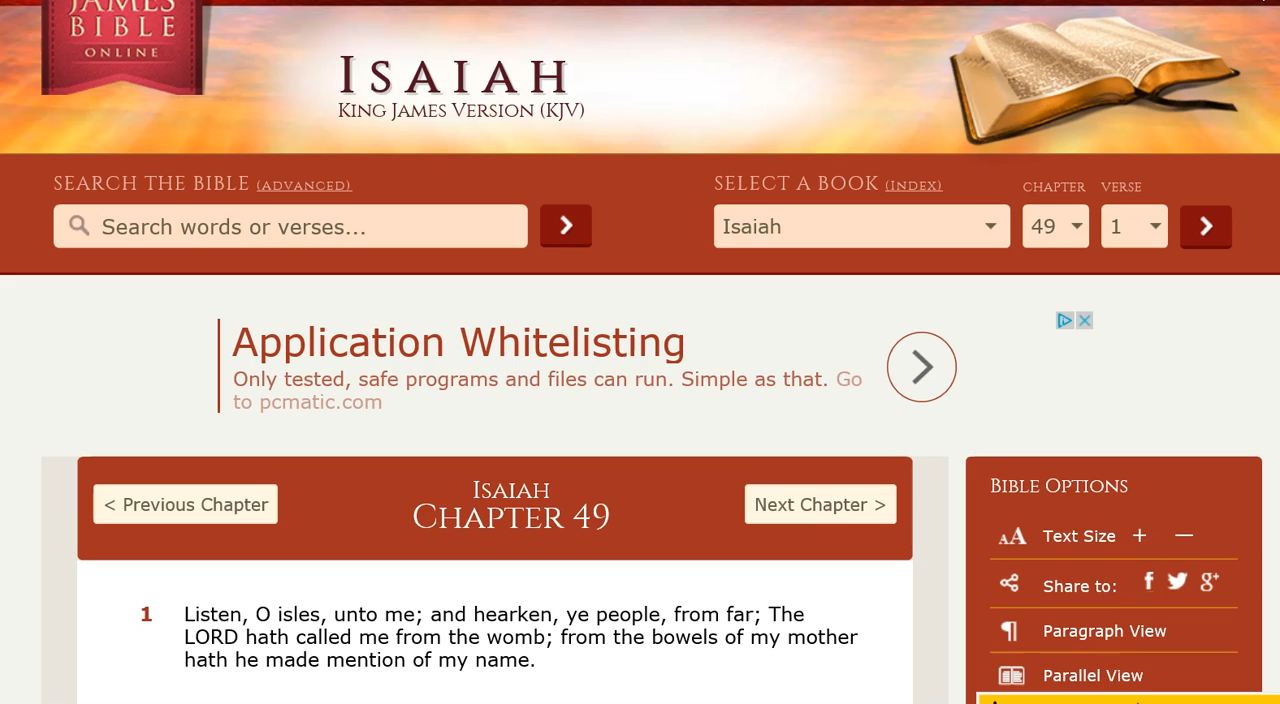 JAMES
BIBLE
ONLINE
ISAIAH
KING JAMES VERSION (KJV)
SEARCH THE BIBLE (ADVANCED)
Search words or verses...
SELECT A BOOK (INDEX)
CHAPTER
VERSE
Isaiah
49
1
Application Whitelisting
Only tested, safe programs and files can run. Simple as that. Go
to pcmatic.com
< Previous Chapter
ISAIAH
CHAPTER 49
Next Chapter >
1 Listen, O isles, unto me; and hearken, ye people, from far; The
LORD hath called me from the womb; from the bowels of my mother
hath he made mention of my name.
BIBLE OPTIONS
AA Text Size + —
Share to: f g+
¶ Paragraph View
Parallel View